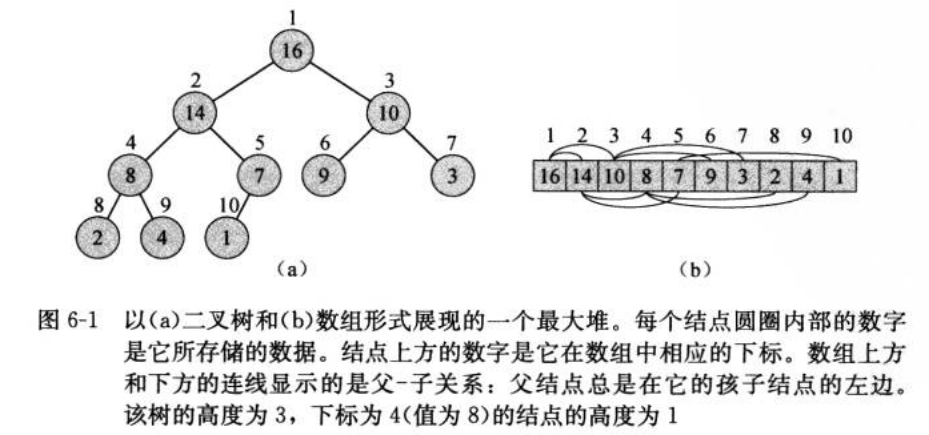 1
16
2
3
14
10
4
5
6
7
8
7
9
3
8
9
10
2
4
1
(a)
1 2 3 4 5 6 7 8 9 10
16 14 10 8 7 9 3 2 4 1
(b)
图 6-1 以(a)二叉树和(b)数组形式展现的一个最大堆。每个结点圆圈内部的数字
是它所存储的数据。结点上方的数字是它在数组中相应的下标。数组上方
和下方的连线显示的是父-子关系：父结点总是在它的孩子结点的左边。
该树的高度为 3，下标为 4(值为 8)的结点的高度为 1